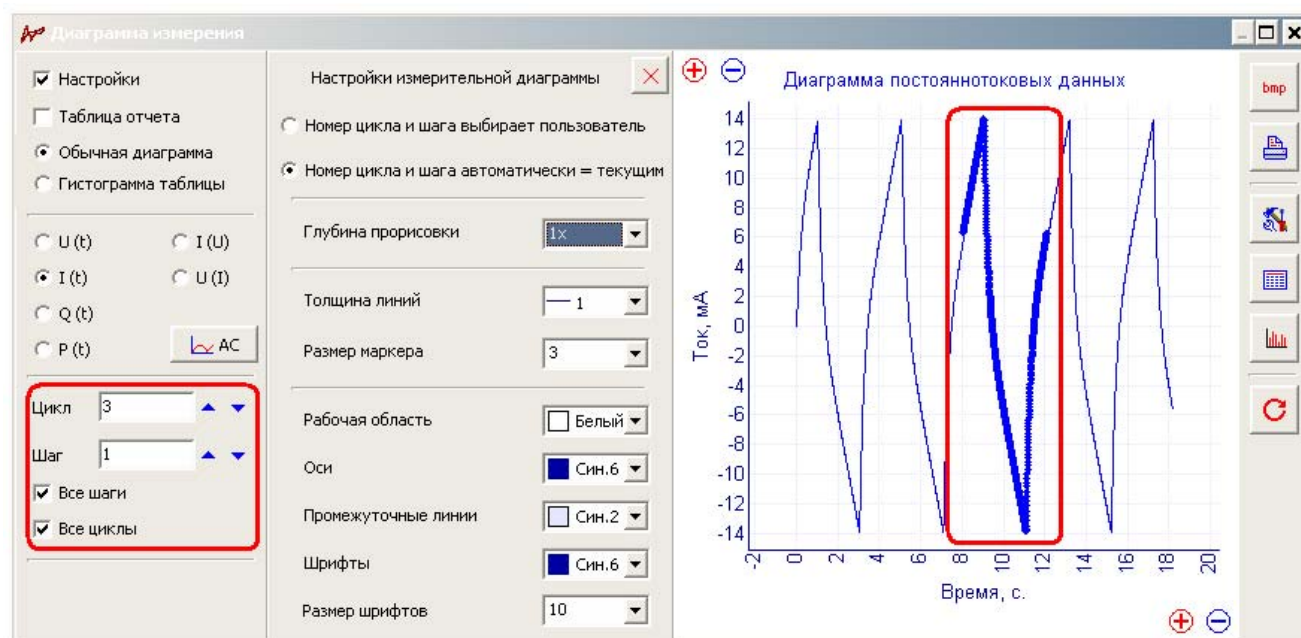 Диаграмма измерения
Настройки
Таблица отчета
Обычная диаграмма
Гистограмма таблицы
U (t)
I (U)
I (t)
U (I)
Q (t)
P (t)
AC
Цикл 3
Шаг 1
Все шаги
Все циклы
Настройки измерительной диаграммы
Номер цикла и шага выбирает пользователь
Номер цикла и шага автоматически = текущим
Глубина прорисовки 1x
Толщина линий 1
Размер маркера 3
Рабочая область Белый
Оси Син.6
Промежуточные линии Син.2
Шрифты Син.6
Размер шрифтов 10
Диаграмма постояннотоковых данных
Ток, мА
14
12
10
8
6
4
2
0
-2
-4
-6
-8
-10
-12
-14
-2 0 2 4 6 8 10 12 14 16 18 20
Время, с.
bmp